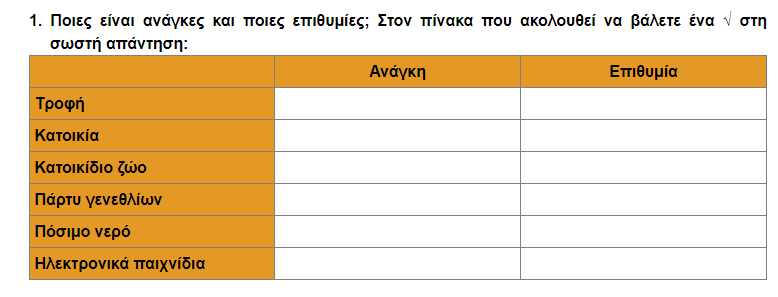 1. Ποιες είναι ανάγκες και ποιες επιθυμίες; Στον πίνακα που ακολουθεί να βάλετε ένα √ στη
σωστή απάντηση:
Ανάγκη Επιθυμία
Τροφή
Κατοικία
Κατοικίδιο ζώο
Πάρτυ γενεθλίων
Πόσιμο νερό
Ηλεκτρονικά παιχνίδια